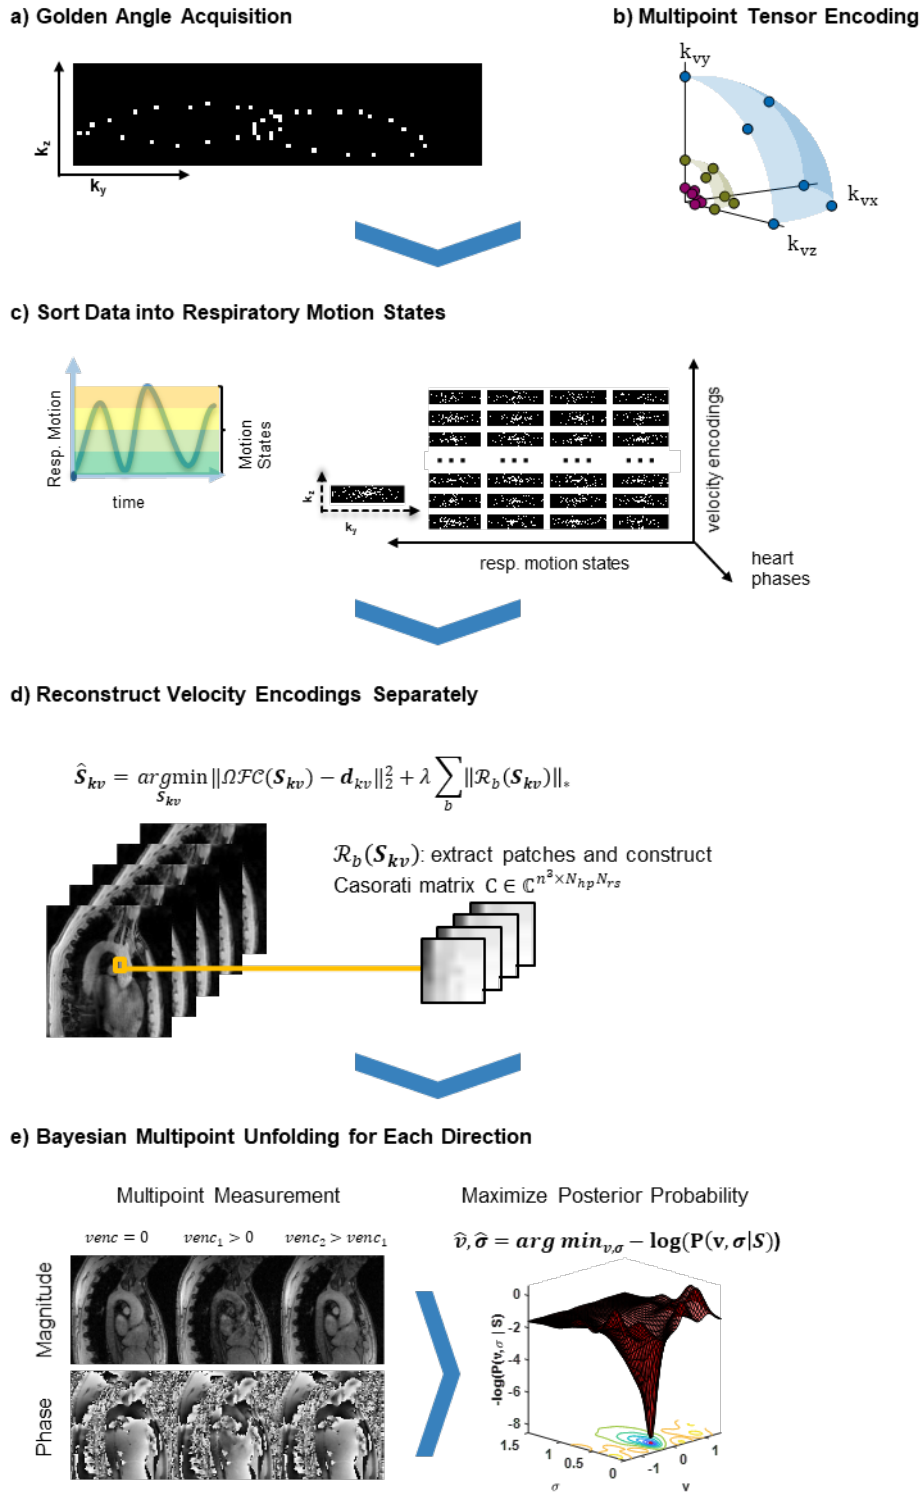 a) Golden Angle Acquisition
b) Multipoint Tensor Encoding
k_z
k_y
k_vy
k_vx
k_vz
c) Sort Data into Respiratory Motion States
Resp. Motion
time
Motion
States
k_z
k_y
velocity encodings
resp. motion states
heart
phases
d) Reconstruct Velocity Encodings Separately
Ŝ_kv = argmin_{S_kv} ‖ΩℱC(S_kv) − d_kv‖₂² + λ ∑_b ‖ℛ_b(S_kv)‖_*
ℛ_b(S_kv): extract patches and construct
Casorati matrix C ∈ ℂ^{n³×N_hp N_rs}
e) Bayesian Multipoint Unfolding for Each Direction
Multipoint Measurement
venc = 0
venc₁ > 0
venc₂ > venc₁
Magnitude
Phase
Maximize Posterior Probability
v̂, σ̂ = arg min_{v,σ} − log(P(v, σ|S))
-log(P(v,σ | S)
0
-2
-4
-6
-8
1.5
1
0.5
0
σ
-1
0
1
v